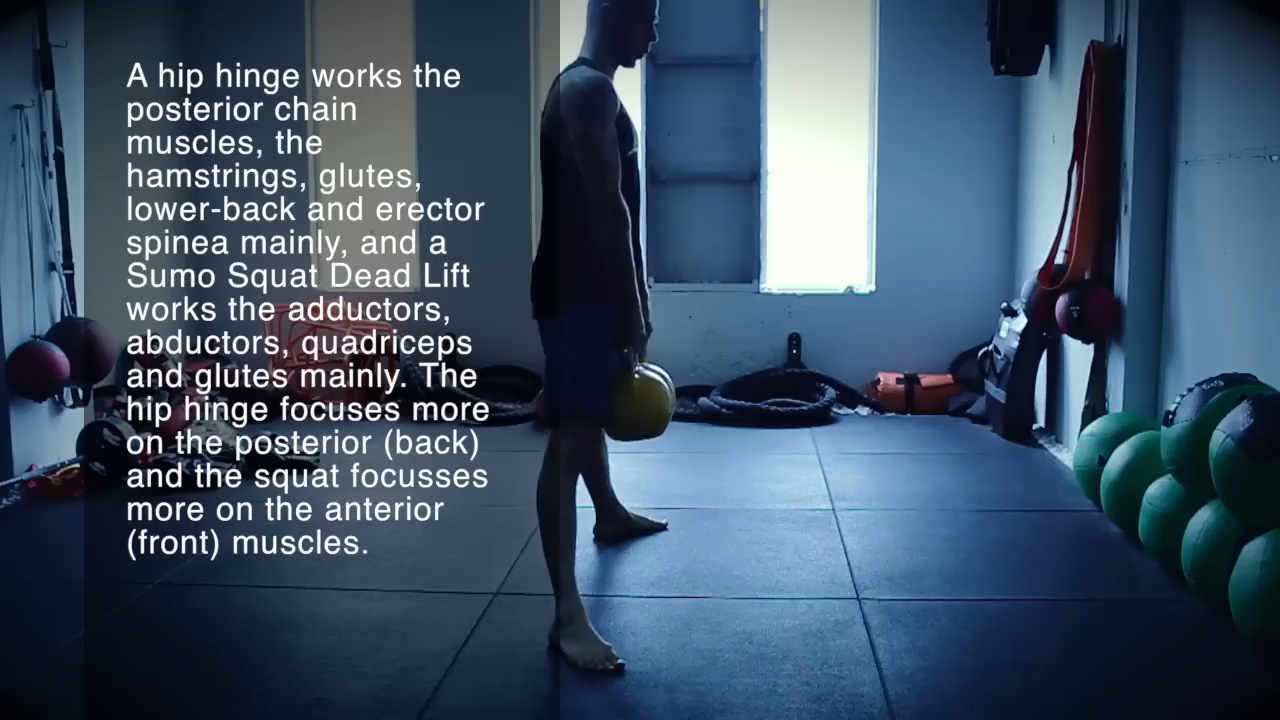 A hip hinge works the
posterior chain
muscles, the
hamstrings, glutes,
lower-back and erector
spinea mainly, and a
Sumo Squat Dead Lift
works the adductors,
abductors, quadriceps
and glutes mainly. The
hip hinge focuses more
on the posterior (back)
and the squat focusses
more on the anterior
(front) muscles.